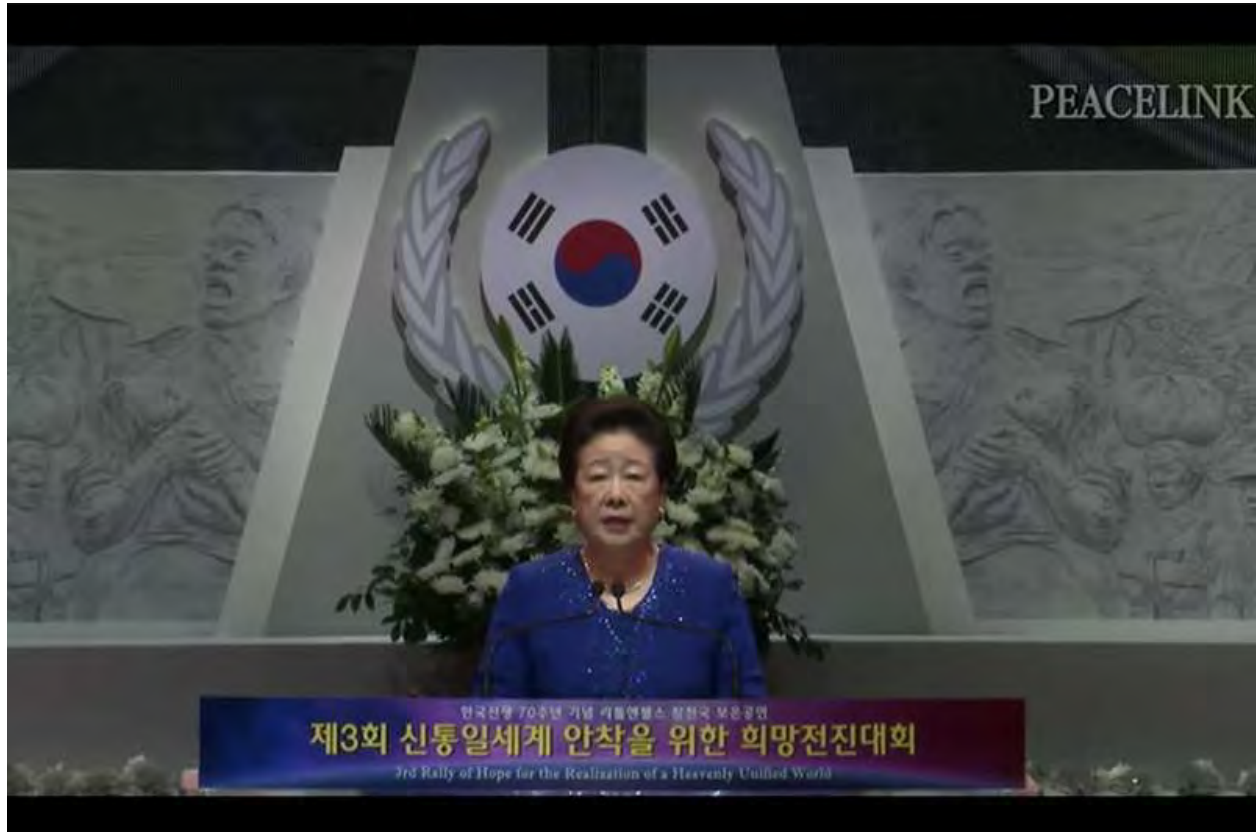 PEACELINK
한국전쟁 70주년 기념 리틀엔젤스 참전국 보은공연
제3회 신통일세계 안착을 위한 희망전진대회
3rd Rally of Hope for the Realization of a Heavenly Unified World